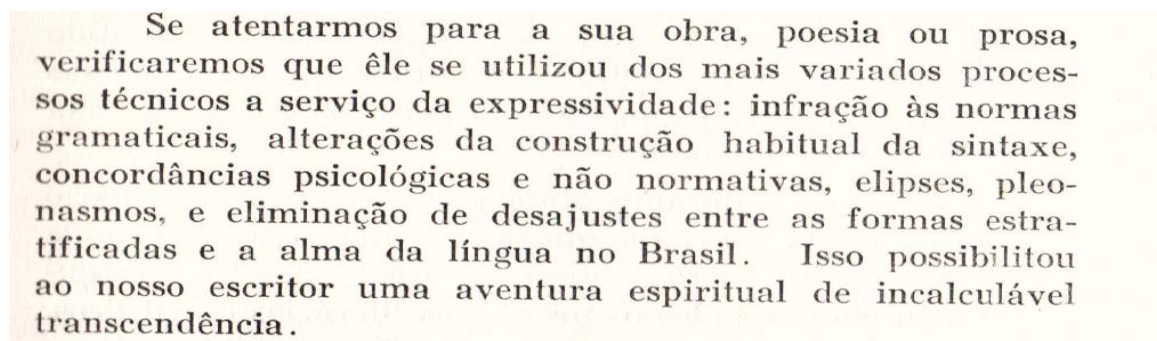 Se atentarmos para a sua obra, poesia ou prosa,
verificaremos que êle se utilizou dos mais variados proces-
sos técnicos a serviço da expressividade: infração às normas
gramaticais, alterações da construção habitual da sintaxe,
concordâncias psicológicas e não normativas, elipses, pleo-
nasmos, e eliminação de desajustes entre as formas estra-
tificadas e a alma da língua no Brasil. Isso possibilitou
ao nosso escritor uma aventura espiritual de incalculável
transcendência.